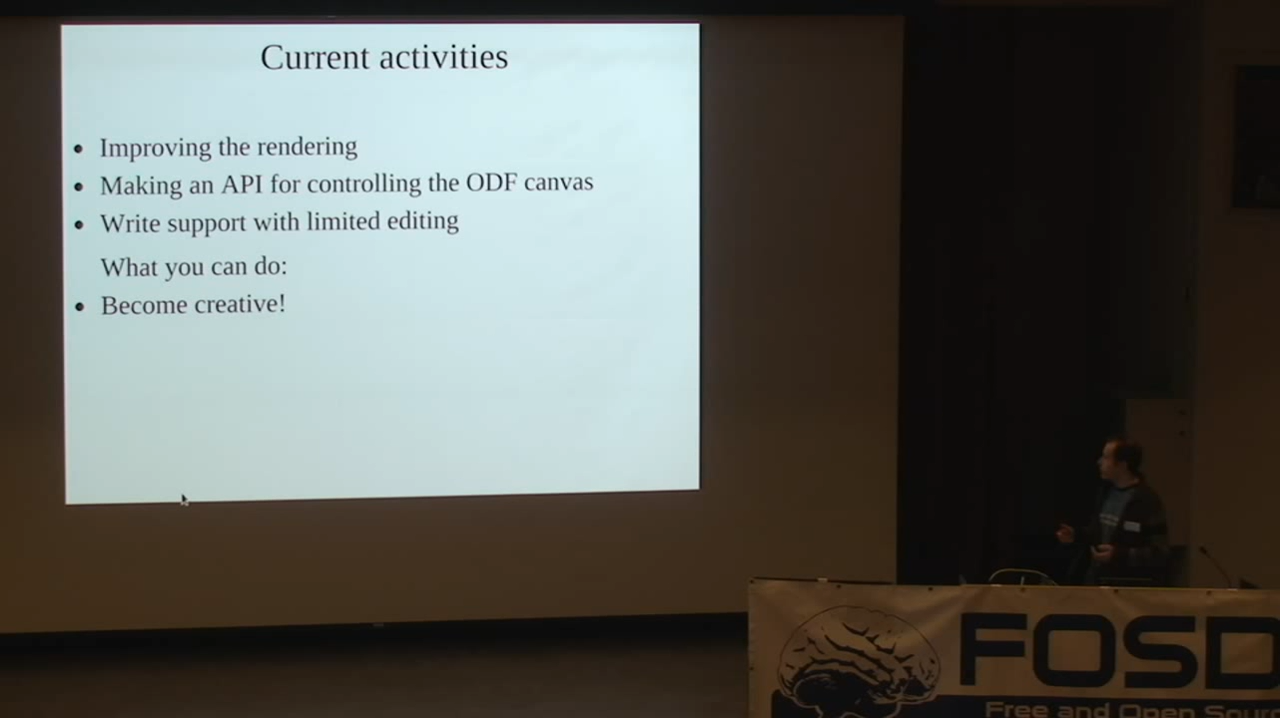 Current activities
Improving the rendering
Making an API for controlling the ODF canvas
Write support with limited editing
What you can do:
Become creative!
FOSD
Free and Open Sour